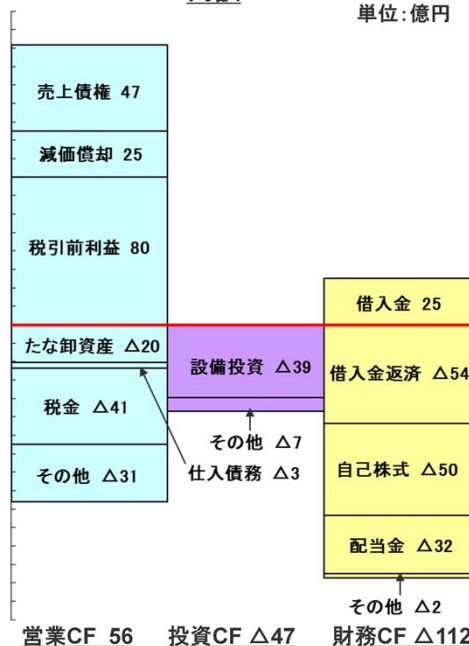 単位:億円
売上債権 47
減価償却 25
税引前利益 80
たな卸資産 △20
税金 △41
その他 △31
設備投資 △39
その他 △7
仕入債務 △3
借入金 25
借入金返済 △54
自己株式 △50
配当金 △32
その他 △2
営業CF 56
投資CF △47
財務CF △112